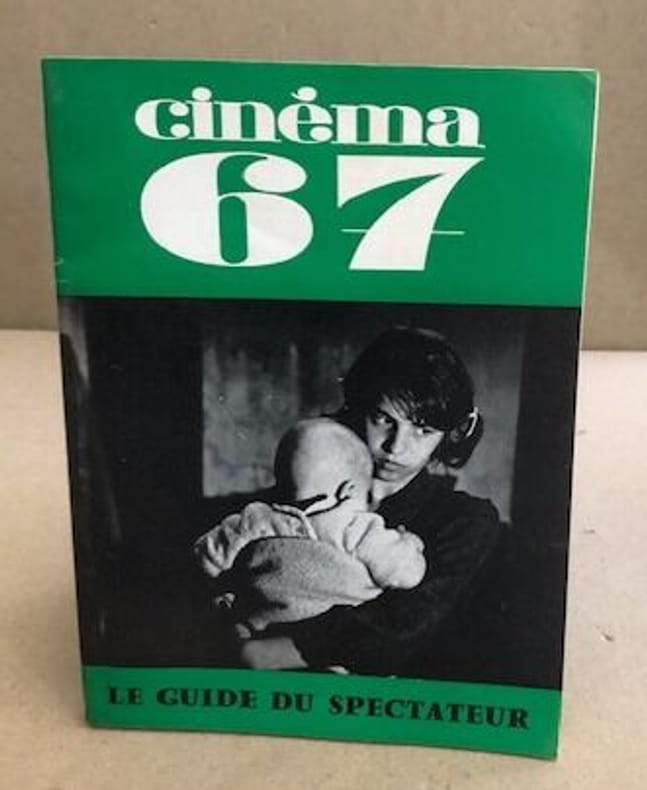 cinéma
67
LE GUIDE DU SPECTATEUR